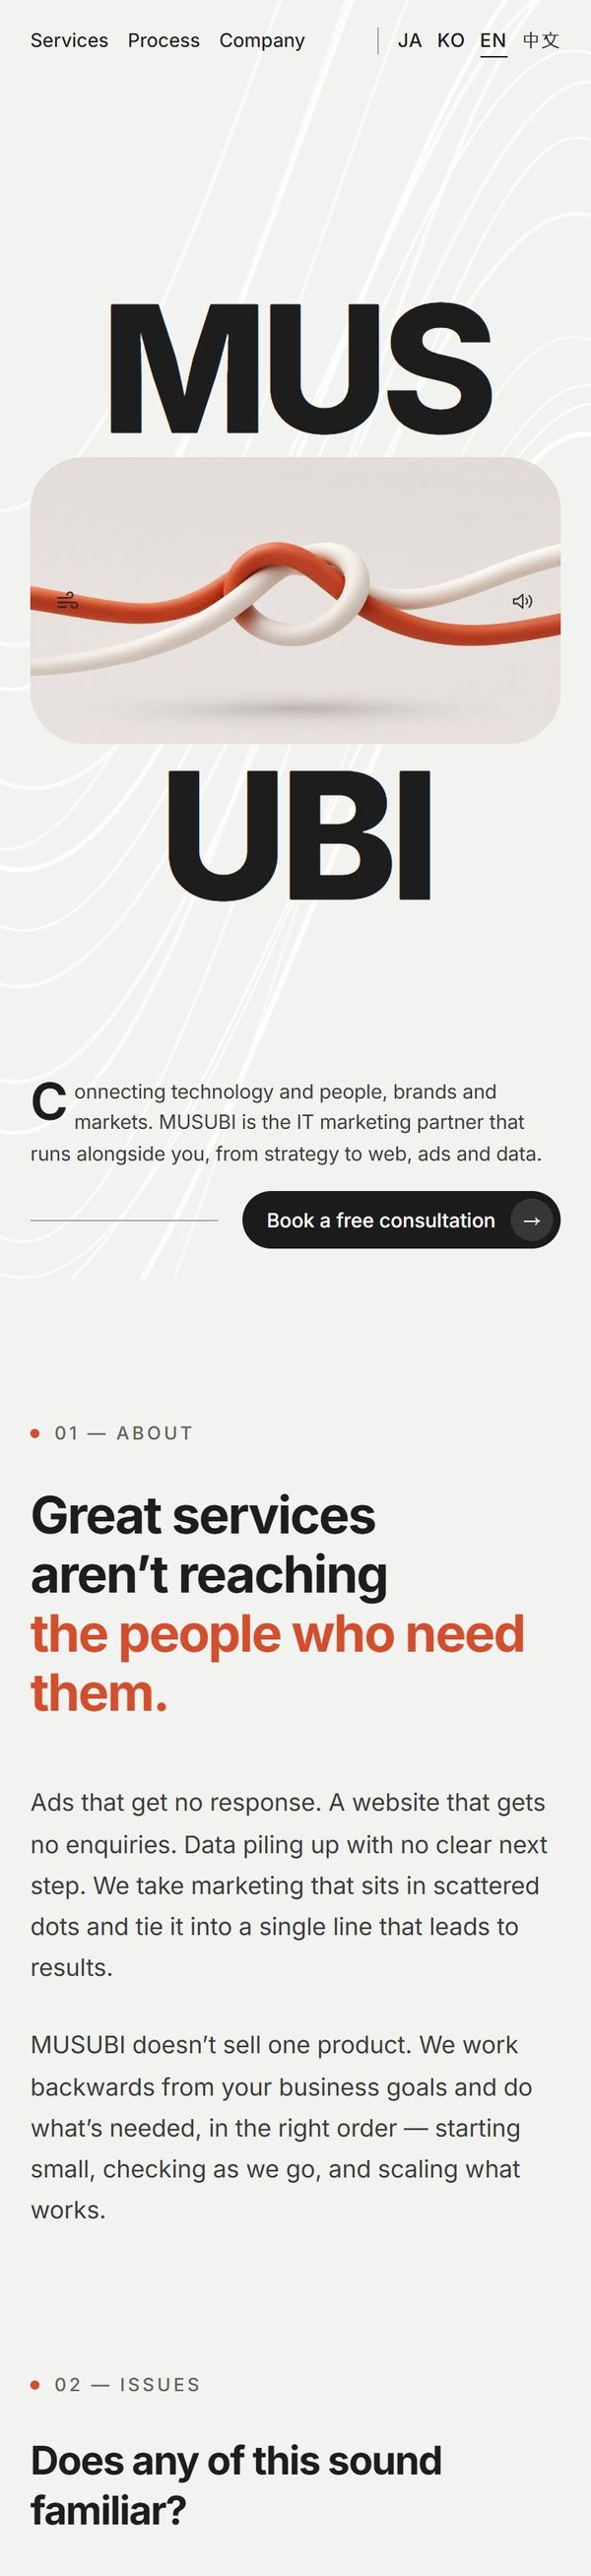 Services Process Company JA KO EN 中文
MUS
UBI
Connecting technology and people, brands and
markets. MUSUBI is the IT marketing partner that
runs alongside you, from strategy to web, ads and data.
Book a free consultation →
01 — ABOUT
Great services
aren’t reaching
the people who need
them.
Ads that get no response. A website that gets
no enquiries. Data piling up with no clear next
step. We take marketing that sits in scattered
dots and tie it into a single line that leads to
results.
MUSUBI doesn’t sell one product. We work
backwards from your business goals and do
what’s needed, in the right order — starting
small, checking as we go, and scaling what
works.
02 — ISSUES
Does any of this sound
familiar?